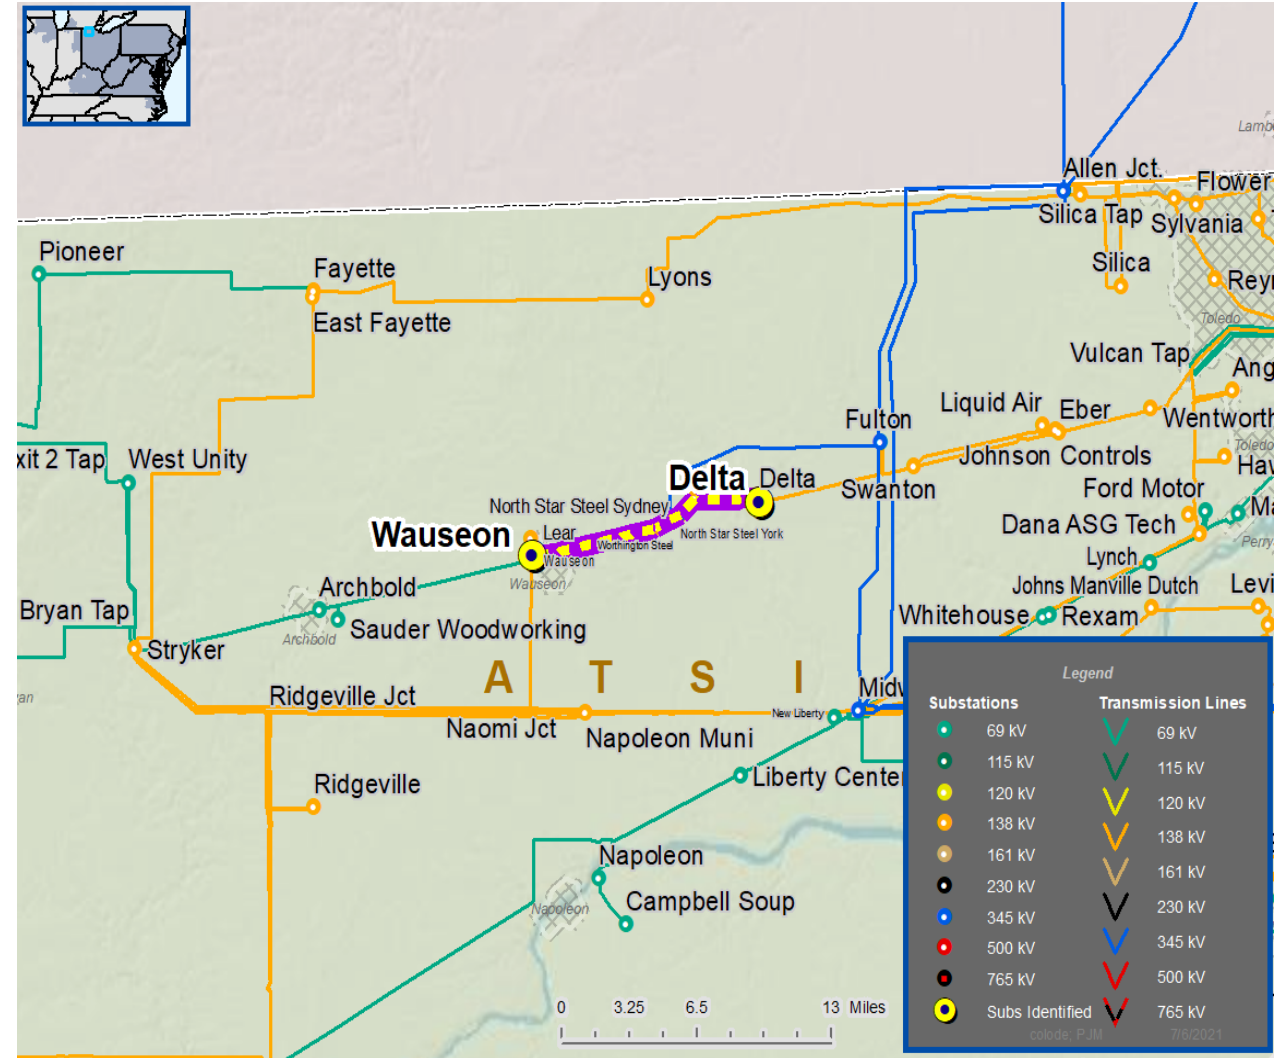 Lamb
Allen Jct.
Flower
Silica Tap
Sylvania
Pioneer
Fayette
Lyons
Silica
Rey
East Fayette
Toledo
Vulcan Tap
Ang
Liquid Air
Eber
Wentworth
Fulton
Toledo
xit 2 Tap
West Unity
Johnson Controls
Haw
Delta
Delta
Swanton
Ford Motor
Ma
North Star Steel Sydney
Wauseon
Lear
North Star Steel York
Dana ASG Tech
Worthington Steel
Perry
Wauseon
Lynch
Wauseon
Archbold
Johns Manville Dutch
Levi
Bryan Tap
Sauder Woodworking
Whitehouse
Rexam
Archbold
Stryker
A T S I
an
Ridgeville Jct
Midw
New Liberty
Naomi Jct
Napoleon Muni
Ridgeville
Liberty Center
Napoleon
Campbell Soup
Napoleon
0 3.25 6.5 13 Miles
Legend
Substations
69 kV
115 kV
120 kV
138 kV
161 kV
230 kV
345 kV
500 kV
765 kV
Subs Identified
Transmission Lines
69 kV
115 kV
120 kV
138 kV
161 kV
230 kV
345 kV
500 kV
765 kV
colode, PJM 7/6/2021